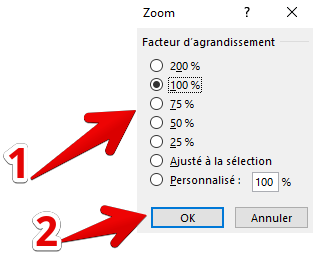 Zoom ? ×
Facteur d'agrandissement
200 %
100 %
75 %
50 %
25 %
Ajusté à la sélection
Personnalisé : 100 %
OK Annuler
1
2